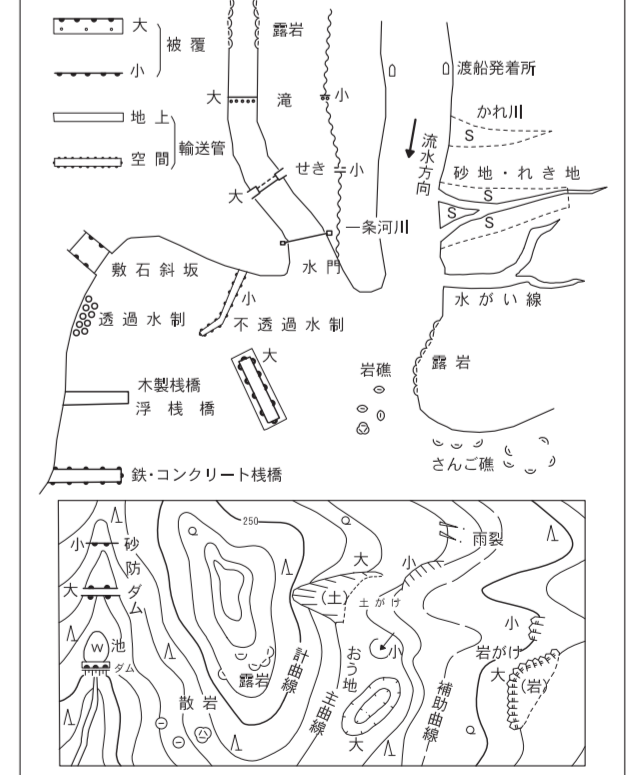 大
被覆
小
地上
輸送管
空間
露岩
大
滝
小
せき
小
大
一条河川
水門
渡船発着所
かれ川
S
流水方向
砂地・れき地
S
S
S
水がい線
露岩
敷石斜坂
透過水制
小
不透過水制
大
木製桟橋
浮桟橋
鉄・コンクリート桟橋
岩礁
さんご礁
小
砂防ダム
大
W
池
ダム
250
露岩
散岩
計曲線
主曲線
大
(土)
土がけ
小
おう地
小
大
補助曲線
雨裂
小
岩がけ
大
(岩)